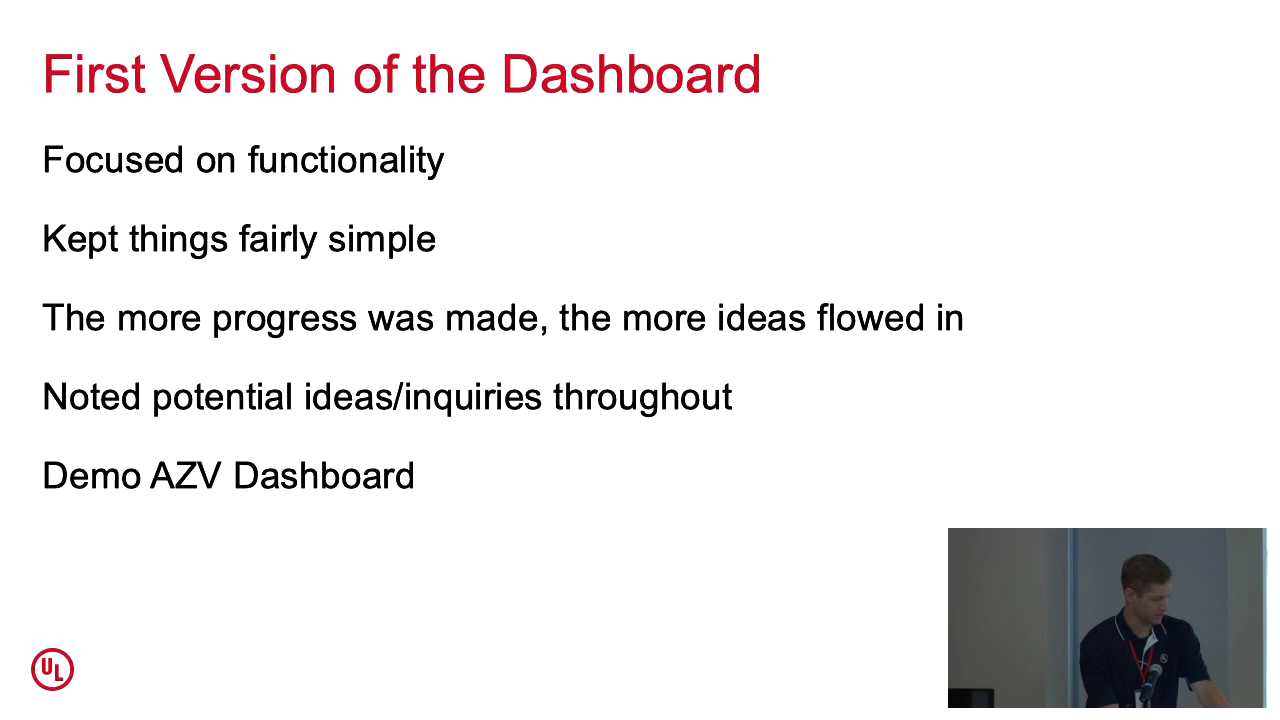 First Version of the Dashboard
Focused on functionality
Kept things fairly simple
The more progress was made, the more ideas flowed in
Noted potential ideas/inquiries throughout
Demo AZV Dashboard
UL